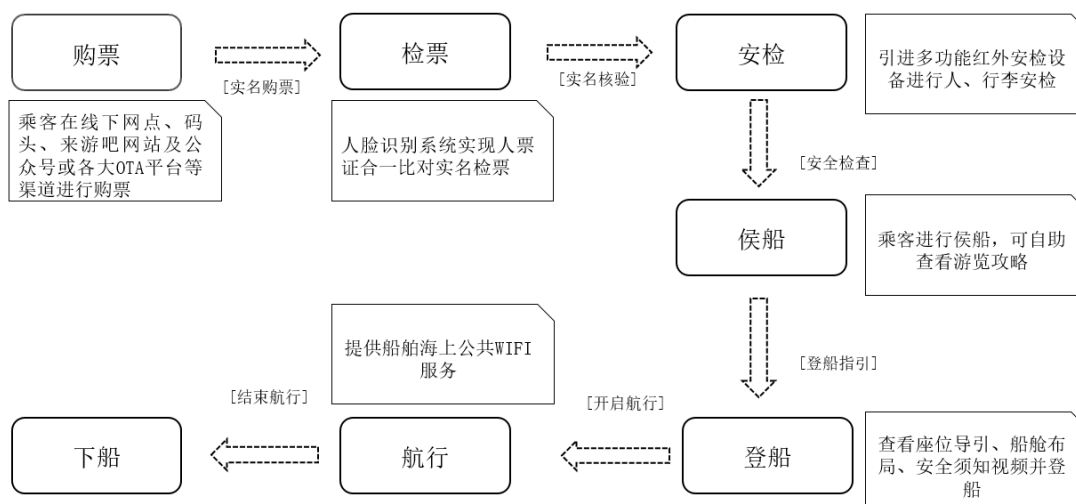 购票
[实名购票]
检票
[实名核验]
安检
引进多功能红外安检设
备进行人、行李安检
乘客在线下网点、码
头、来游吧网站及公
众号或各大OTA平台等
渠道进行购票
人脸识别系统实现人票
证合一比对实名检票
[安全检查]
侯船
乘客进行侯船，可自助
查看游览攻略
[登船指引]
提供船舶海上公共WIFI
服务
[结束航行]
[开启航行]
下船
航行
登船
查看座位导引、船舱布
局、安全须知视频并登
船